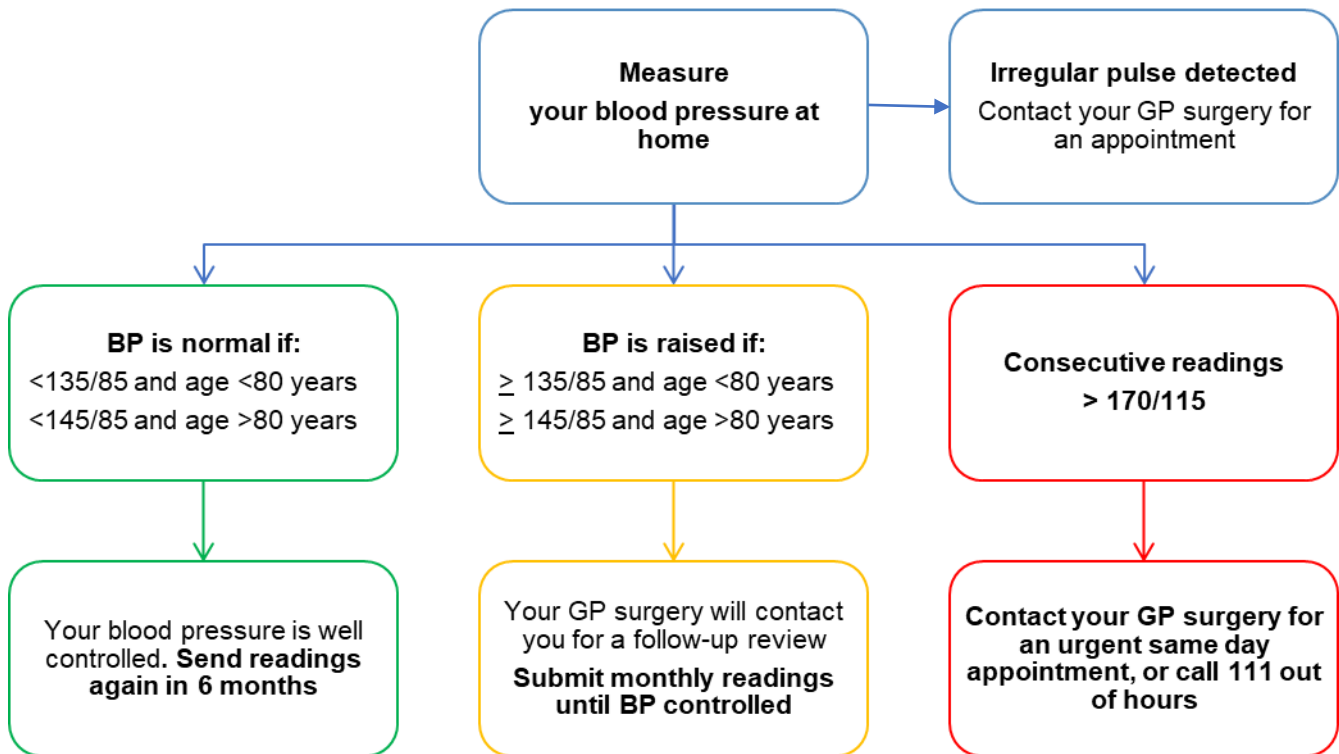 Measure
your blood pressure at
home
Irregular pulse detected
Contact your GP surgery for
an appointment
BP is normal if:
<135/85 and age <80 years
<145/85 and age >80 years
BP is raised if:
≥ 135/85 and age <80 years
≥ 145/85 and age >80 years
Consecutive readings
> 170/115
Your blood pressure is well
controlled. Send readings
again in 6 months
Your GP surgery will contact
you for a follow-up review
Submit monthly readings
until BP controlled
Contact your GP surgery for
an urgent same day
appointment, or call 111 out
of hours